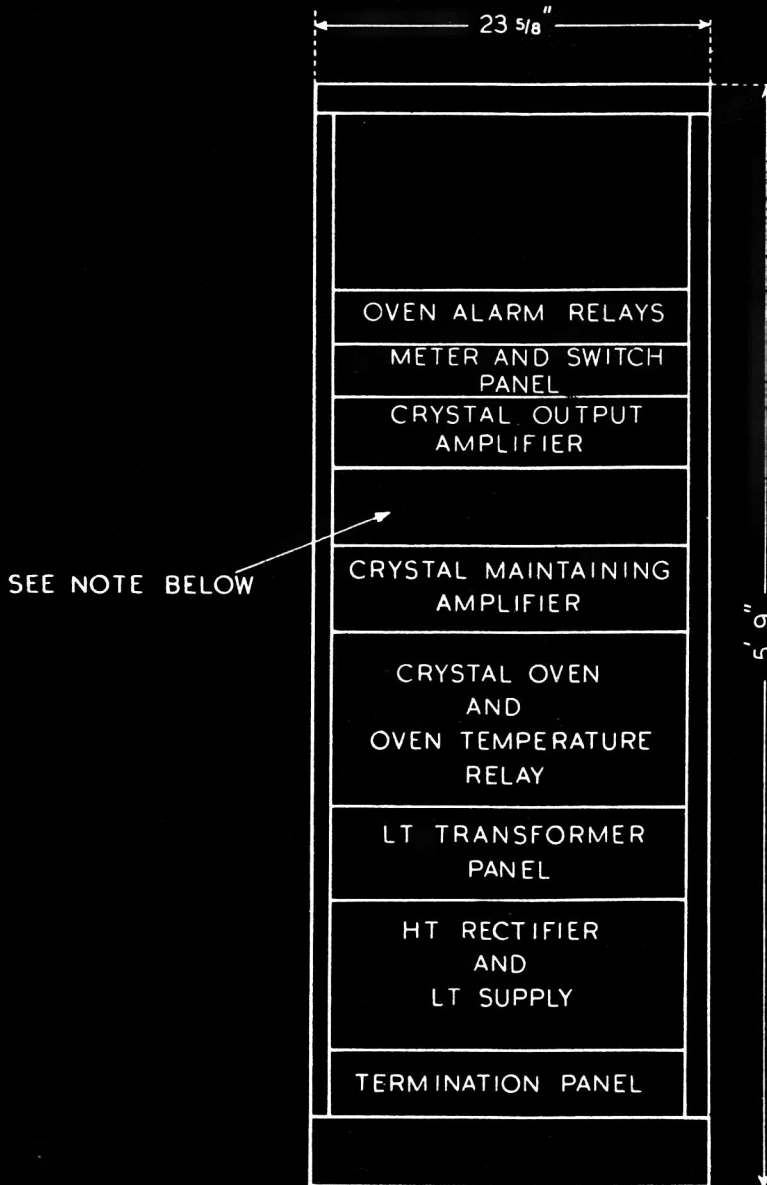 23 5/8"
OVEN ALARM RELAYS
METER AND SWITCH
PANEL
CRYSTAL OUTPUT
AMPLIFIER
SEE NOTE BELOW
CRYSTAL MAINTAINING
AMPLIFIER
5' 9"
CRYSTAL OVEN
AND
OVEN TEMPERATURE
RELAY
LT TRANSFORMER
PANEL
HT RECTIFIER
AND
LT SUPPLY
TERMINATION PANEL